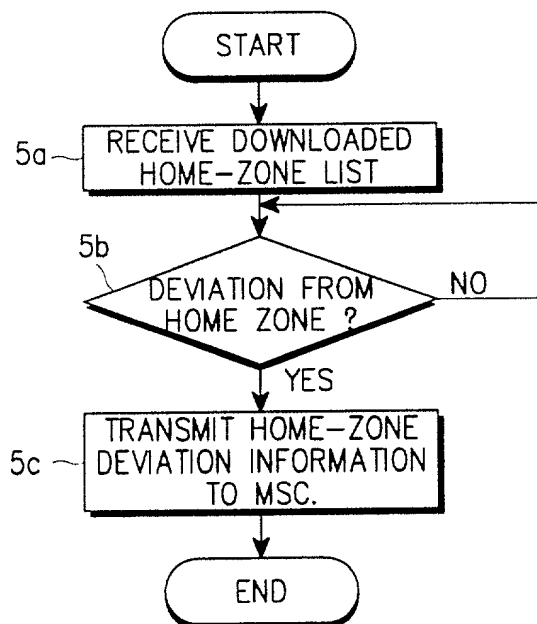 START
5a
RECEIVE DOWNLOADED
HOME-ZONE LIST
5b
DEVIATION FROM
HOME ZONE ?
NO
YES
5c
TRANSMIT HOME-ZONE
DEVIATION INFORMATION
TO MSC.
END